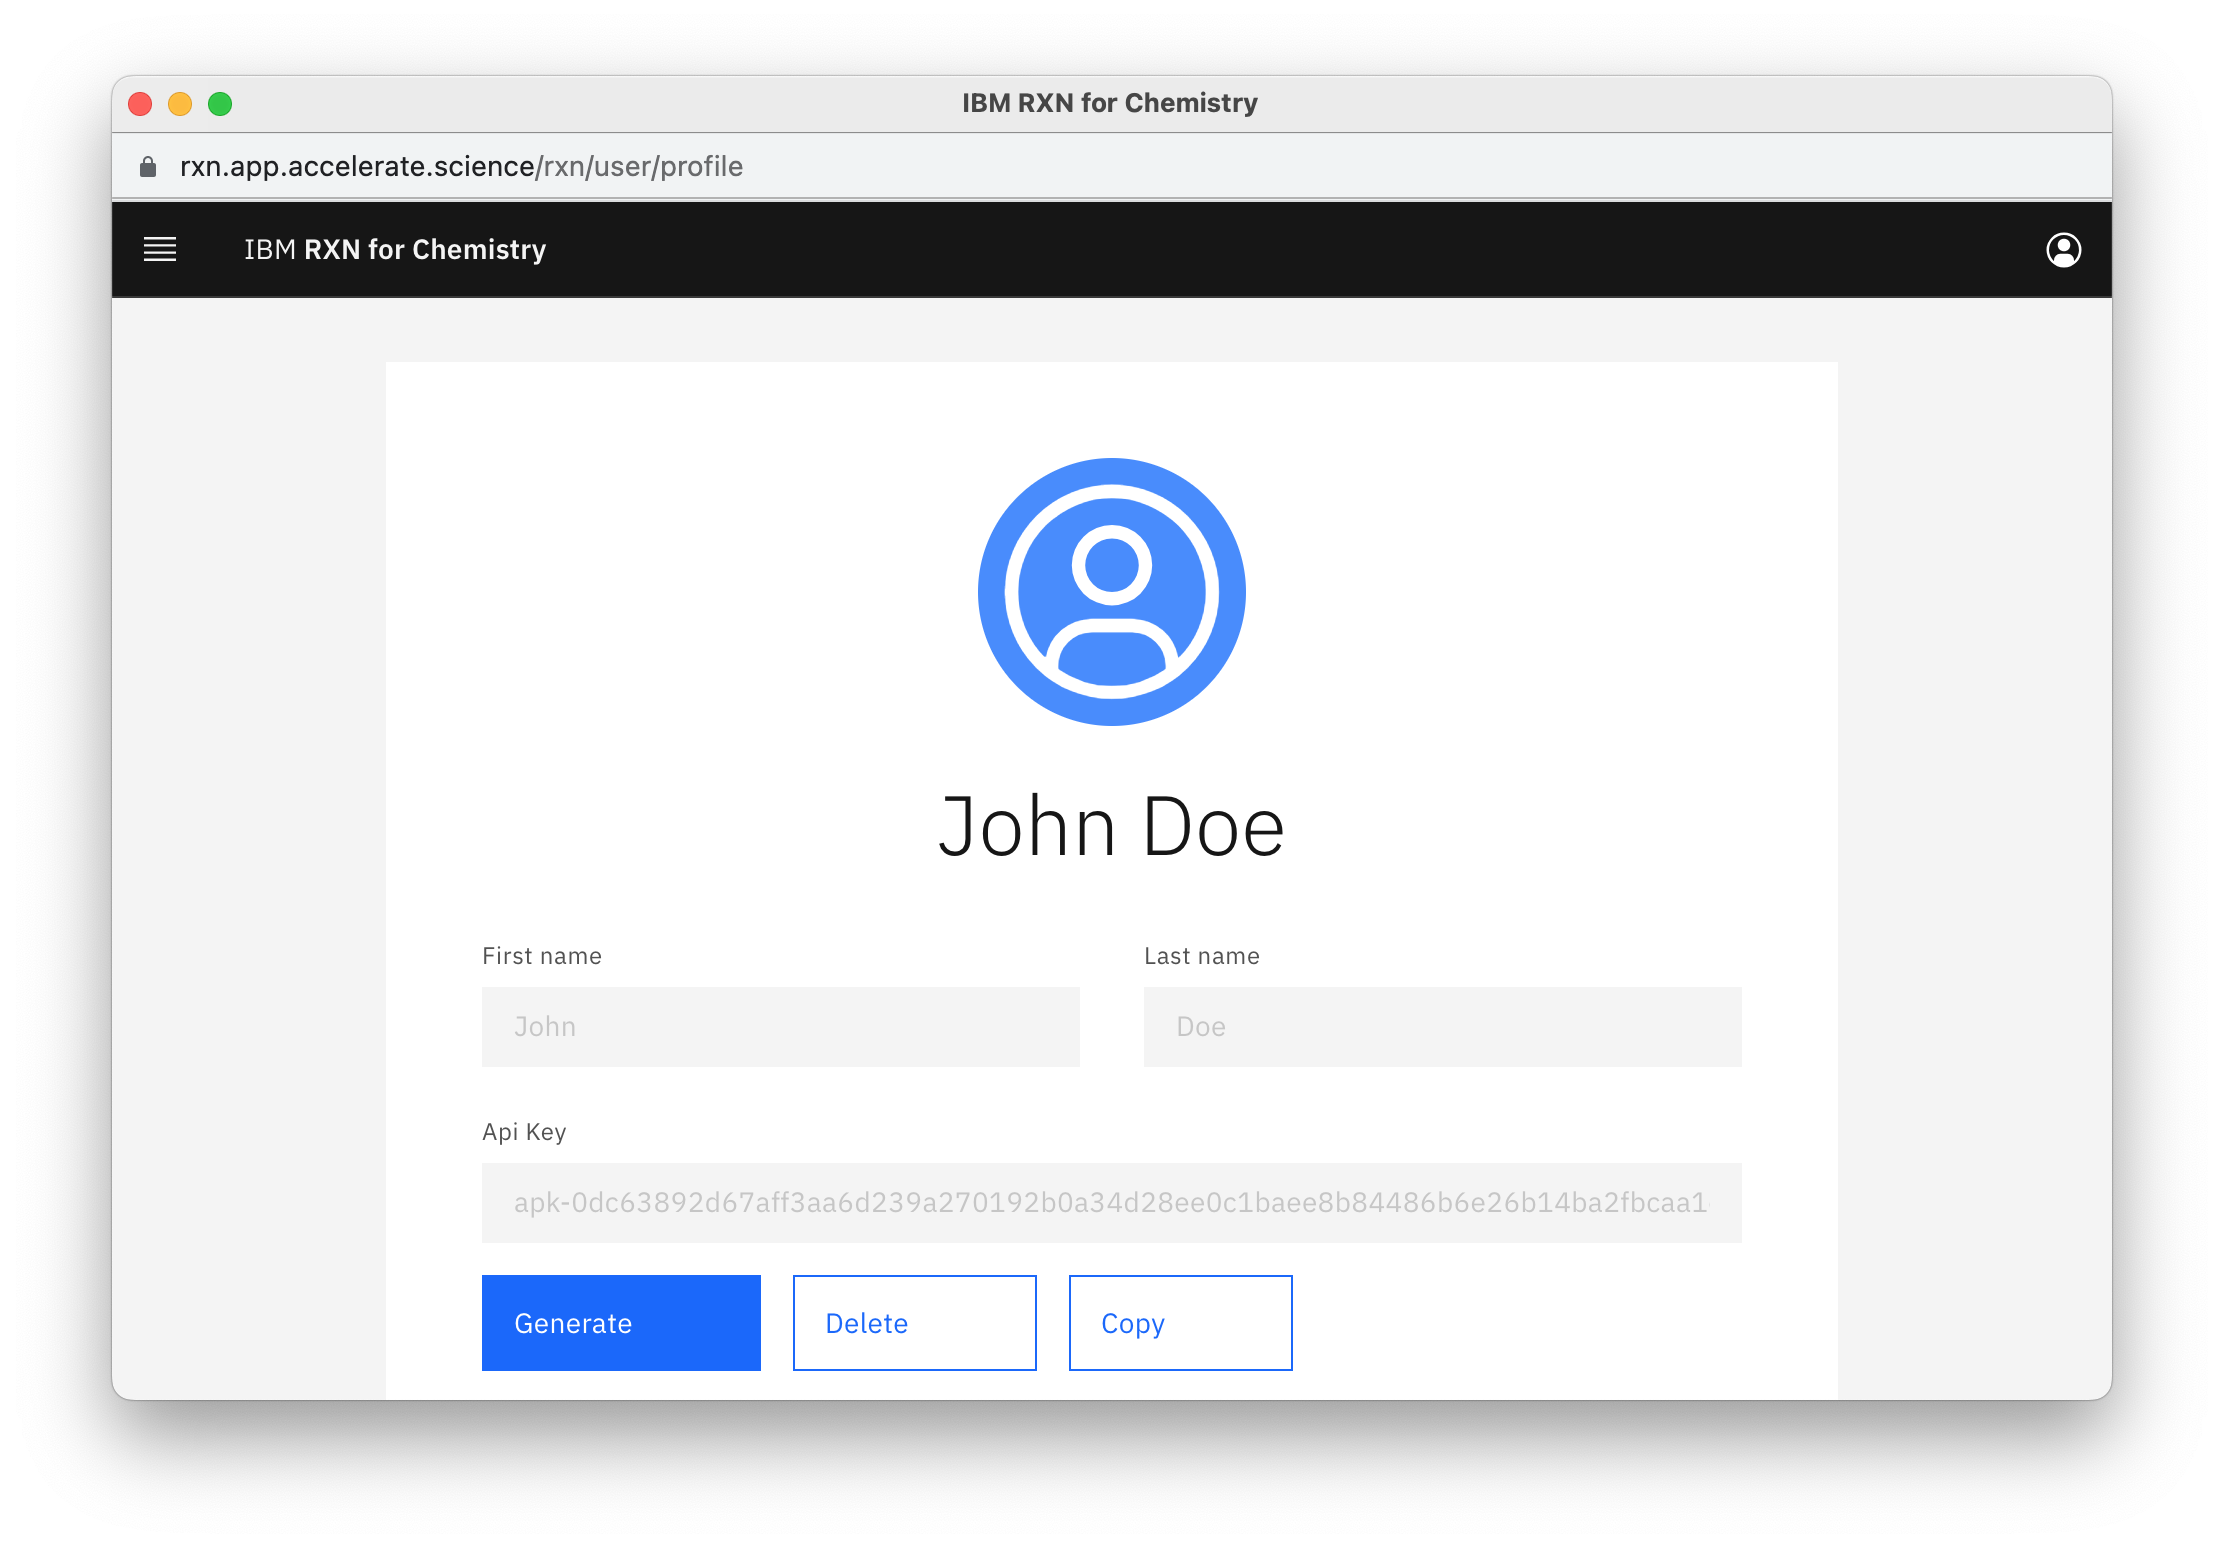 IBM RXN for Chemistry
rxn.app.accelerate.science/rxn/user/profile
IBM RXN for Chemistry
John Doe
First name
Last name
John
Doe
Api Key
apk-0dc63892d67aff3aa6d239a270192b0a34d28ee0c1baee8b84486b6e26b14ba2fbcaa1
Generate
Delete
Copy